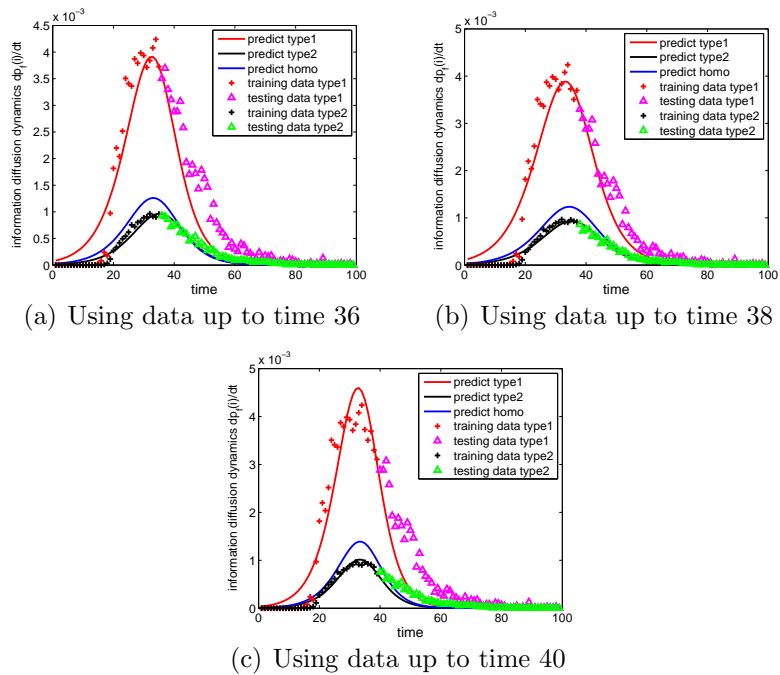 x 10⁻³
4.5
4
3.5
3
2.5
2
1.5
1
0.5
0
0 20 40 60 80 100
time
information diffusion dynamics dp_f(i)/dt
predict type1
predict type2
predict homo
training data type1
testing data type1
training data type2
testing data type2
(a) Using data up to time 36
x 10⁻³
5
4
3
2
1
0
0 20 40 60 80 100
time
information diffusion dynamics dp_f(i)/dt
predict type1
predict type2
predict homo
training data type1
testing data type1
training data type2
testing data type2
(b) Using data up to time 38
x 10⁻³
5
4
3
2
1
0
0 20 40 60 80 100
time
information diffusion dynamics dp_f(i)/dt
predict type1
predict type2
predict homo
training data type1
testing data type1
training data type2
testing data type2
(c) Using data up to time 40